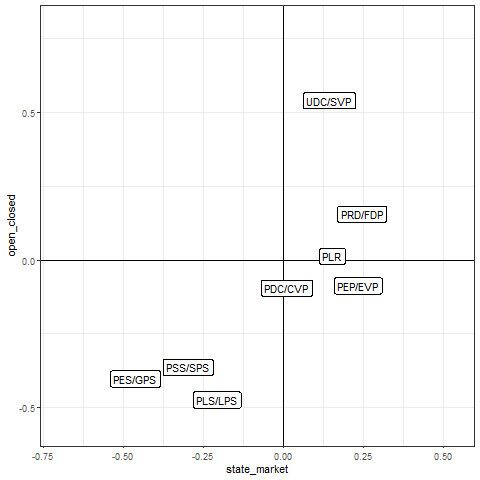 UDC/SVP
0.5
PRD/FDP
open_closed
PLR
0.0
PEP/EVP
PDC/CVP
PSS/SPS
PES/GPS
PLS/LPS
-0.5
-0.75 -0.50 -0.25 0.00 0.25 0.50
state_market